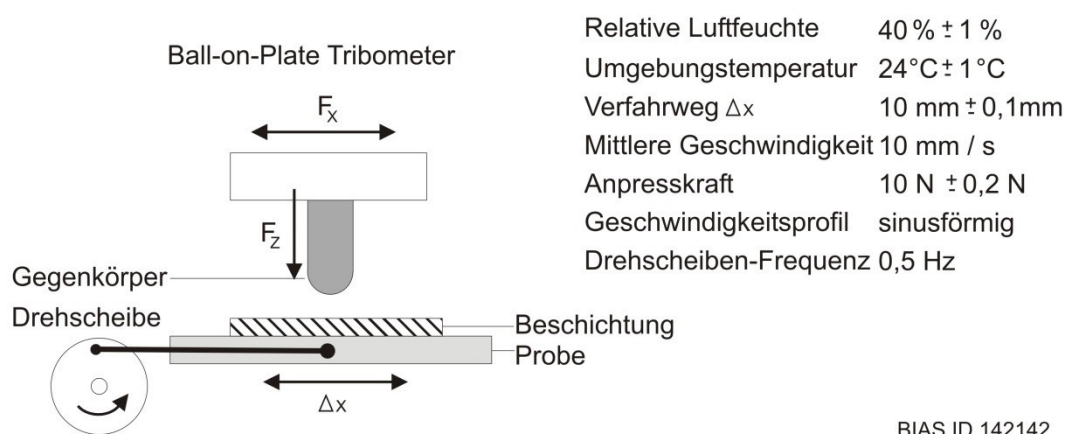 Ball-on-Plate Tribometer
F_X
F_Z
Gegenkörper
Drehscheibe
Beschichtung
Probe
Δx
Relative Luftfeuchte 40 % ± 1 %
Umgebungstemperatur 24°C ± 1 °C
Verfahrweg Δx 10 mm ± 0,1mm
Mittlere Geschwindigkeit 10 mm / s
Anpresskraft 10 N ± 0,2 N
Geschwindigkeitsprofil sinusförmig
Drehscheiben-Frequenz 0,5 Hz
BIAS ID 142142